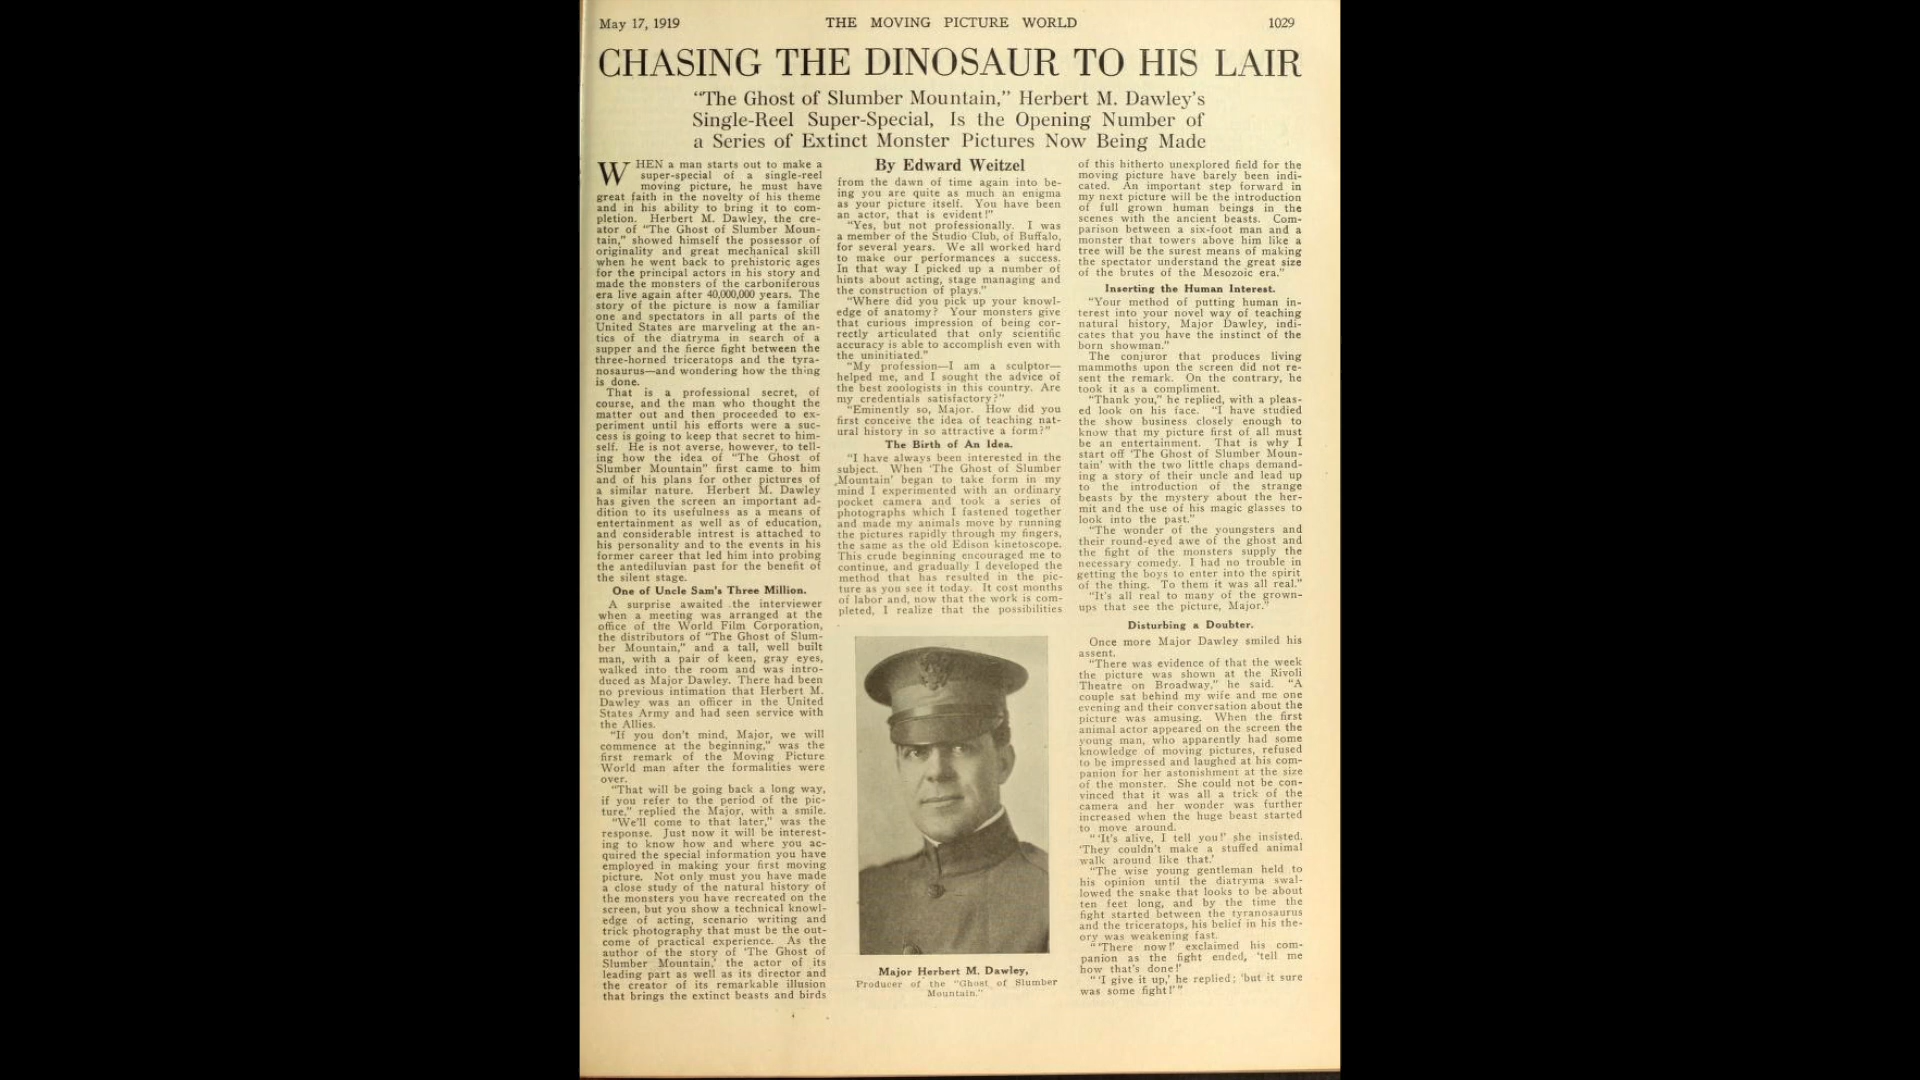 May 17, 1919 THE MOVING PICTURE WORLD 1029
CHASING THE DINOSAUR TO HIS LAIR
“The Ghost of Slumber Mountain,” Herbert M. Dawley’s
Single-Reel Super-Special, Is the Opening Number of
a Series of Extinct Monster Pictures Now Being Made
WHEN a man starts out to make a
super-special of a single-reel
moving picture, he must have
great faith in the novelty of his theme
and in his ability to bring it to com-
pletion. Herbert M. Dawley, the cre-
ator of “The Ghost of Slumber Moun-
tain,” showed himself the possessor of
originality and great mechanical skill
when he went back to prehistoric ages
for the principal actors in his story and
made the monsters of the carboniferous
era live again after 40,000,000 years. The
story of the picture is now a familiar
one and spectators in all parts of the
United States are marveling at the an-
tics of the diatryma in search of a
supper and the fierce fight between the
three-horned triceratops and the tyra-
nosaurus—and wondering how the thing
is done.
That is a professional secret, of
course, and the man who thought the
matter out and then proceeded to ex-
periment until his efforts were a suc-
cess is going to keep that secret to him-
self. He is not averse, however, to tell-
ing how the idea of “The Ghost of
Slumber Mountain” first came to him
and of his plans for other pictures of
a similar nature. Herbert M. Dawley
has given the screen an important ad-
dition to its usefulness as a means of
entertainment as well as of education,
and considerable intrest is attached to
his personality and to the events in his
former career that led him into probing
the antediluvian past for the benefit of
the silent stage.
One of Uncle Sam’s Three Million.
A surprise awaited the interviewer
when a meeting was arranged at the
office of the World Film Corporation,
the distributors of “The Ghost of Slum-
ber Mountain,” and a tall, well built
man, with a pair of keen, gray eyes,
walked into the room and was intro-
duced as Major Dawley. There had been
no previous intimation that Herbert M.
Dawley was an officer in the United
States Army and had seen service with
the Allies.
“If you don’t mind, Major, we will
commence at the beginning,” was the
first remark of the Moving Picture
World man after the formalities were
over.
“That will be going back a long way,
if you refer to the period of the pic-
ture,” replied the Major, with a smile.
“We’ll come to that later,” was the
response. Just now it will be interest-
ing to know how and where you ac-
quired the special information you have
employed in making your first moving
picture. Not only must you have made
a close study of the natural history of
the monsters you have recreated on the
screen, but you show a technical knowl-
edge of acting, scenario writing and
trick photography that must be the out-
come of practical experience. As the
author of the story of ‘The Ghost of
Slumber Mountain,’ the actor of its
leading part as well as its director and
the creator of its remarkable illusion
that brings the extinct beasts and birds
By Edward Weitzel
from the dawn of time again into be-
ing you are quite as much an enigma
as your picture itself. You have been
an actor, that is evident!”
“Yes, but not professionally. I was
a member of the Studio Club, of Buffalo,
for several years. We all worked hard
to make our performances a success.
In that way I picked up a number of
hints about acting, stage managing and
the construction of plays.”
“Where did you pick up your knowl-
edge of anatomy? Your monsters give
that curious impression of being cor-
rectly articulated that only scientific
accuracy is able to accomplish even with
the uninitiated.”
“My profession—I am a sculptor—
helped me, and I sought the advice of
the best zoologists in this country. Are
my credentials satisfactory?”
“Eminently so, Major. How did you
first conceive the idea of teaching nat-
ural history in so attractive a form?”
The Birth of An Idea.
“I have always been interested in the
subject. When ‘The Ghost of Slumber
Mountain’ began to take form in my
mind I experimented with an ordinary
pocket camera and took a series of
photographs which I fastened together
and made my animals move by running
the pictures rapidly through my fingers,
the same as the old Edison kinetoscope.
This crude beginning encouraged me to
continue, and gradually I developed the
method that has resulted in the pic-
ture as you see it today. It cost months
of labor and, now that the work is com-
pleted, I realize that the possibilities
Major Herbert M. Dawley,
Producer of the “Ghost of Slumber
Mountain.”
of this hitherto unexplored field for the
moving picture have barely been indi-
cated. An important step forward in
my next picture will be the introduction
of full grown human beings in the
scenes with the ancient beasts. Com-
parison between a six-foot man and a
monster that towers above him like a
tree will be the surest means of making
the spectator understand the great size
of the brutes of the Mesozoic era.”
Inserting the Human Interest.
“Your method of putting human in-
terest into your novel way of teaching
natural history, Major Dawley, indi-
cates that you have the instinct of the
born showman.”
The conjuror that produces living
mammoths upon the screen did not re-
sent the remark. On the contrary, he
took it as a compliment.
“Thank you,” he replied, with a pleas-
ed look on his face. “I have studied
the show business closely enough to
know that my picture first of all must
be an entertainment. That is why I
start off ‘The Ghost of Slumber Moun-
tain’ with the two little chaps demand-
ing a story of their uncle and lead up
to the introduction of the strange
beasts by the mystery about the her-
mit and the use of his magic glasses to
look into the past.”
“The wonder of the youngsters and
their round-eyed awe of the ghost and
the fight of the monsters supply the
necessary comedy. I had no trouble in
getting the boys to enter into the spirit
of the thing. To them it was all real.”
“It’s all real to many of the grown-
ups that see the picture, Major.”
Disturbing a Doubter.
Once more Major Dawley smiled his
assent.
“There was evidence of that the week
the picture was shown at the Rivoli
Theatre on Broadway,” he said. “A
couple sat behind my wife and me one
evening and their conversation about the
picture was amusing. When the first
animal actor appeared on the screen the
young man, who apparently had some
knowledge of moving pictures, refused
to be impressed and laughed at his com-
panion for her astonishment at the size
of the monster. She could not be con-
vinced that it was all a trick of the
camera and her wonder was further
increased when the huge beast started
to move around.
“‘It’s alive, I tell you!’ she insisted.
‘They couldn’t make a stuffed animal
walk around like that.’
“The wise young gentleman held to
his opinion until the diatryma swal-
lowed the snake that looks to be about
ten feet long, and by the time the
fight started between the tyranosaurus
and the triceratops, his belief in his the-
ory was weakening fast.
“‘There now!’ exclaimed his com-
panion as the fight ended, ‘tell me
how that’s done!’
“‘I give it up,’ he replied; ‘but it sure
was some fight!’”